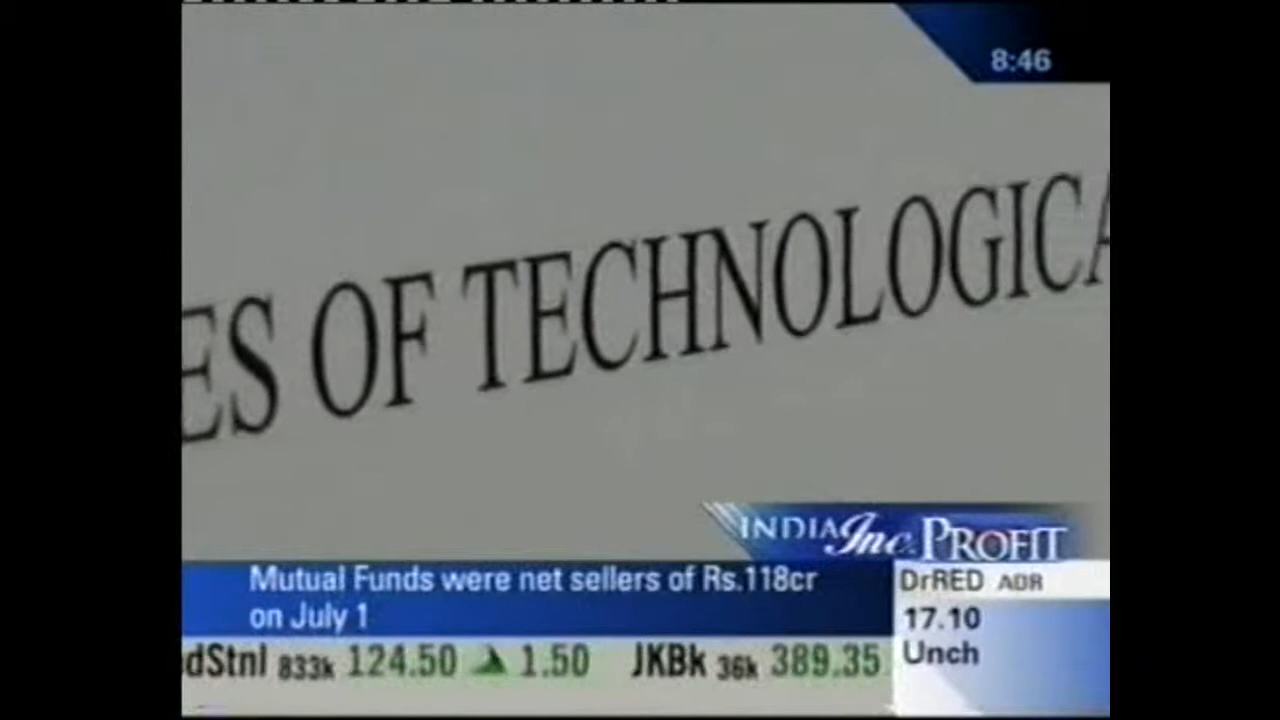 8:46
ES OF TECHNOLOGICA
INDIA Inc. PROFIT
Mutual Funds were net sellers of Rs.118cr
on July 1
DrRED ADR
17.10
Unch
dStnl 833k 124.50 ▲ 1.50 JKBk 36k 389.35